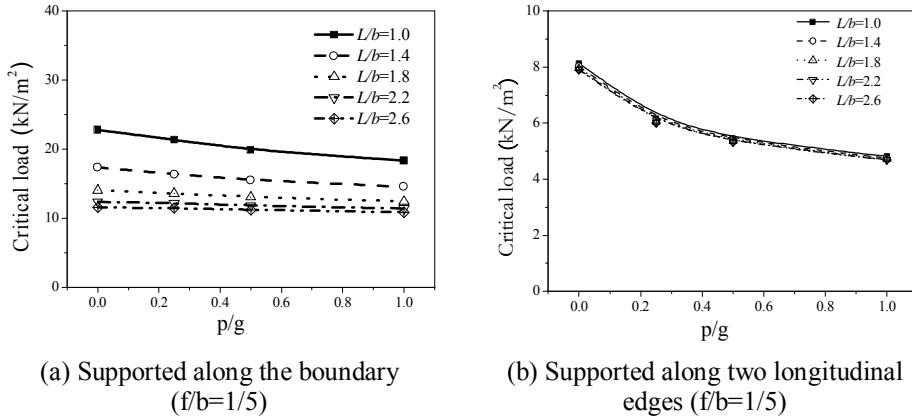 40
30
20
10
0
Critical load (kN/m²)
0.0 0.2 0.4 0.6 0.8 1.0
p/g
L/b=1.0
L/b=1.4
L/b=1.8
L/b=2.2
L/b=2.6
(a) Supported along the boundary
(f/b=1/5)
10
8
6
4
2
0
Critical load (kN/m²)
0.0 0.2 0.4 0.6 0.8 1.0
p/g
L/b=1.0
L/b=1.4
L/b=1.8
L/b=2.2
L/b=2.6
(b) Supported along two longitudinal
edges (f/b=1/5)